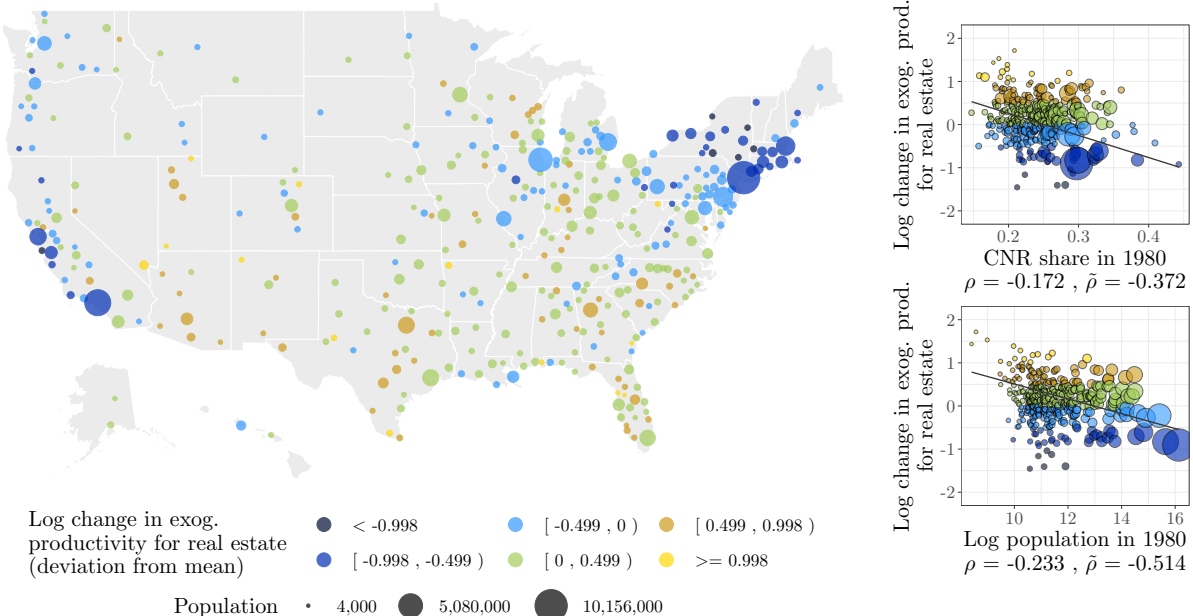 Log change in exog.
productivity for real estate
(deviation from mean)
< -0.998
[ -0.998 , -0.499 )
[ -0.499 , 0 )
[ 0 , 0.499 )
[ 0.499 , 0.998 )
>= 0.998
Population
4,000
5,080,000
10,156,000
Log change in exog. prod.
for real estate
2
1
0
-1
-2
0.2
0.3
0.4
CNR share in 1980
ρ = -0.172 , ρ̃ = -0.372
Log change in exog. prod.
for real estate
2
1
0
-1
-2
10
12
14
16
Log population in 1980
ρ = -0.233 , ρ̃ = -0.514